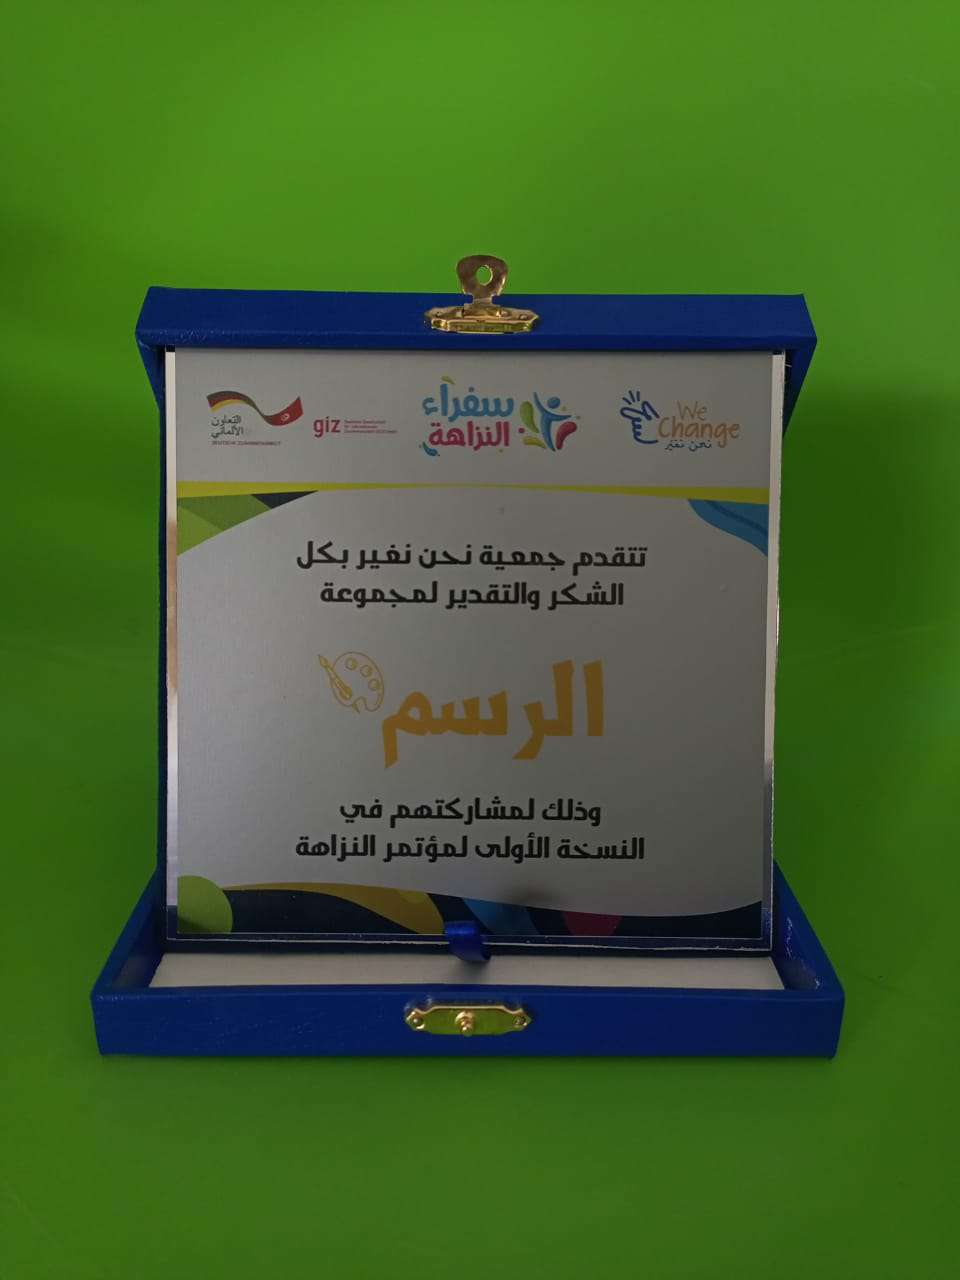 We
Change
نحن نغير
سفراء
النزاهة
giz
التعاون
الألماني
DEUTSCHE ZUSAMMENARBEIT
تتقدم جمعية نحن نغير بكل
الشكر والتقدير لمجموعة
الرسم
وذلك لمشاركتهم في
النسخة الأولى لمؤتمر النزاهة